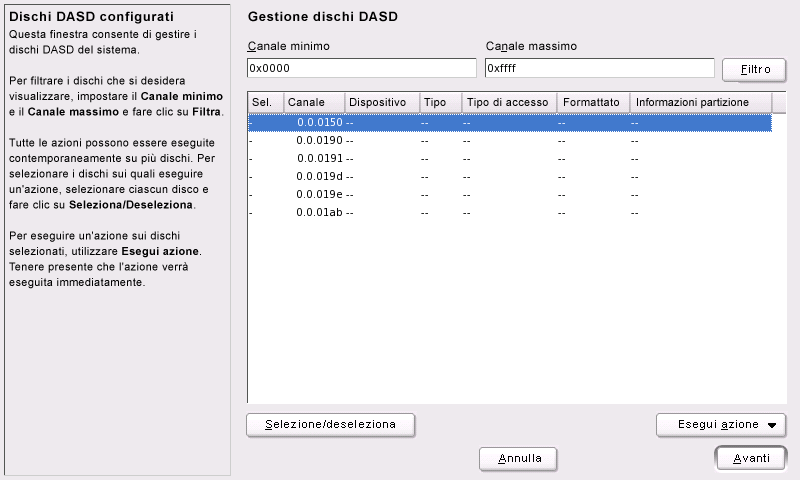 Dischi DASD configurati
Questa finestra consente di gestire i
dischi DASD del sistema.
Per filtrare i dischi che si desidera
visualizzare, impostare il Canale minimo
e il Canale massimo e fare clic su Filtra.
Tutte le azioni possono essere eseguite
contemporaneamente su più dischi. Per
selezionare i dischi sui quali eseguire
un'azione, selezionare ciascun disco e
fare clic su Seleziona/Deseleziona.
Per eseguire un'azione sui dischi
selezionati, utilizzare Esegui azione.
Tenere presente che l'azione verrà
eseguita immediatamente.
Gestione dischi DASD
Canale minimo Canale massimo
0x0000 0xffff Filtro
Sel. Canale Dispositivo Tipo Tipo di accesso Formattato Informazioni partizione
- 0.0.0150 -- -- -- -- --
- 0.0.0190 -- -- -- -- --
- 0.0.0191 -- -- -- -- --
- 0.0.019d -- -- -- -- --
- 0.0.019e -- -- -- -- --
- 0.0.01ab -- -- -- -- --
Selezione/deseleziona Esegui azione
Annulla Avanti